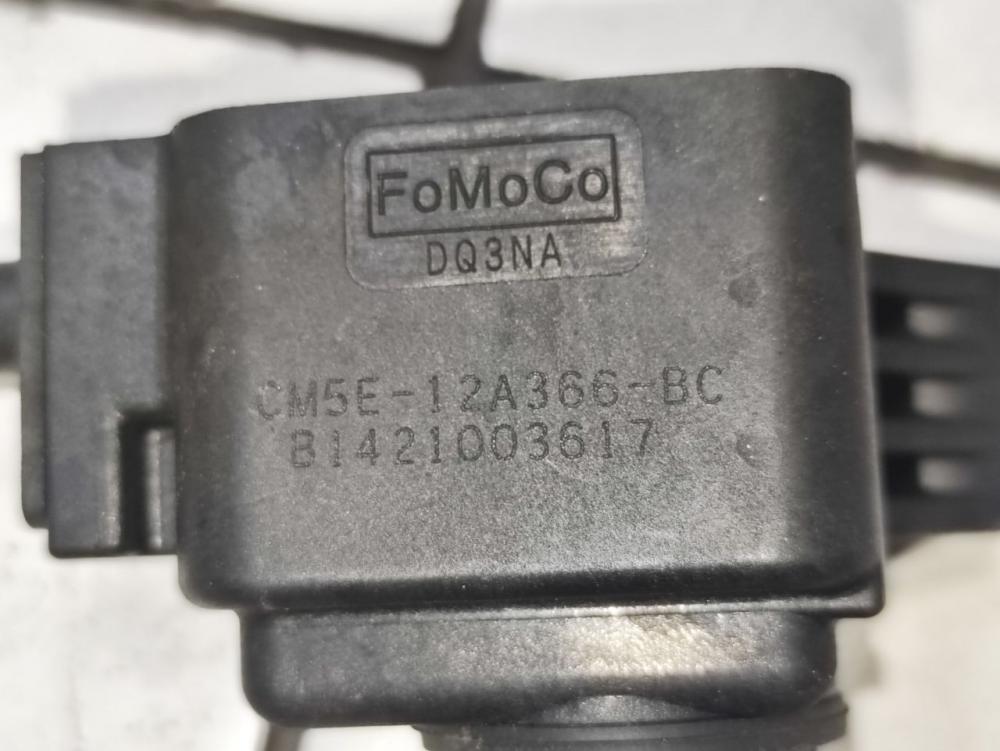 FoMoCo
DQ3NA
CM5E-12A366-BC
B1421003617